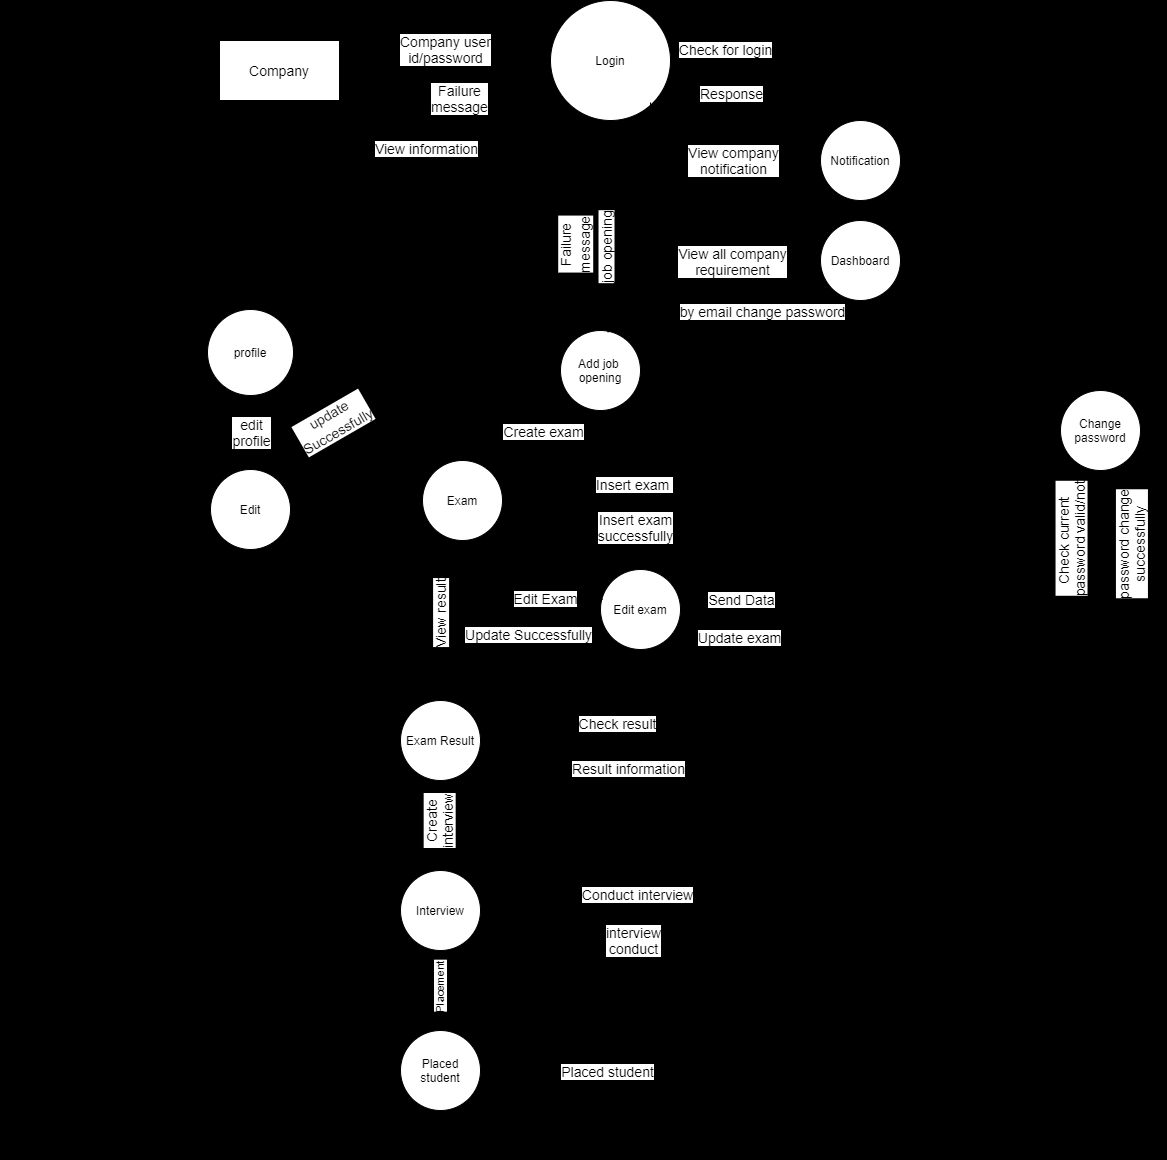 Company
Company user
id/password
Login
Check for login
Failure
message
Response
View information
View company
notification
Notification
Failure
message
job opening
View all company
requirement
Dashboard
by email change password
profile
Add job
opening
edit
profile
update
Successfully
Create exam
Change
password
Edit
Exam
Insert exam
Insert exam
successfully
Check current
password valid/not
password change
successfully
View result
Edit Exam
Edit exam
Send Data
Update Successfully
Update exam
Exam Result
Check result
Result information
Create
interview
Interview
Conduct interview
interview
conduct
Placement
Placed
student
Placed student